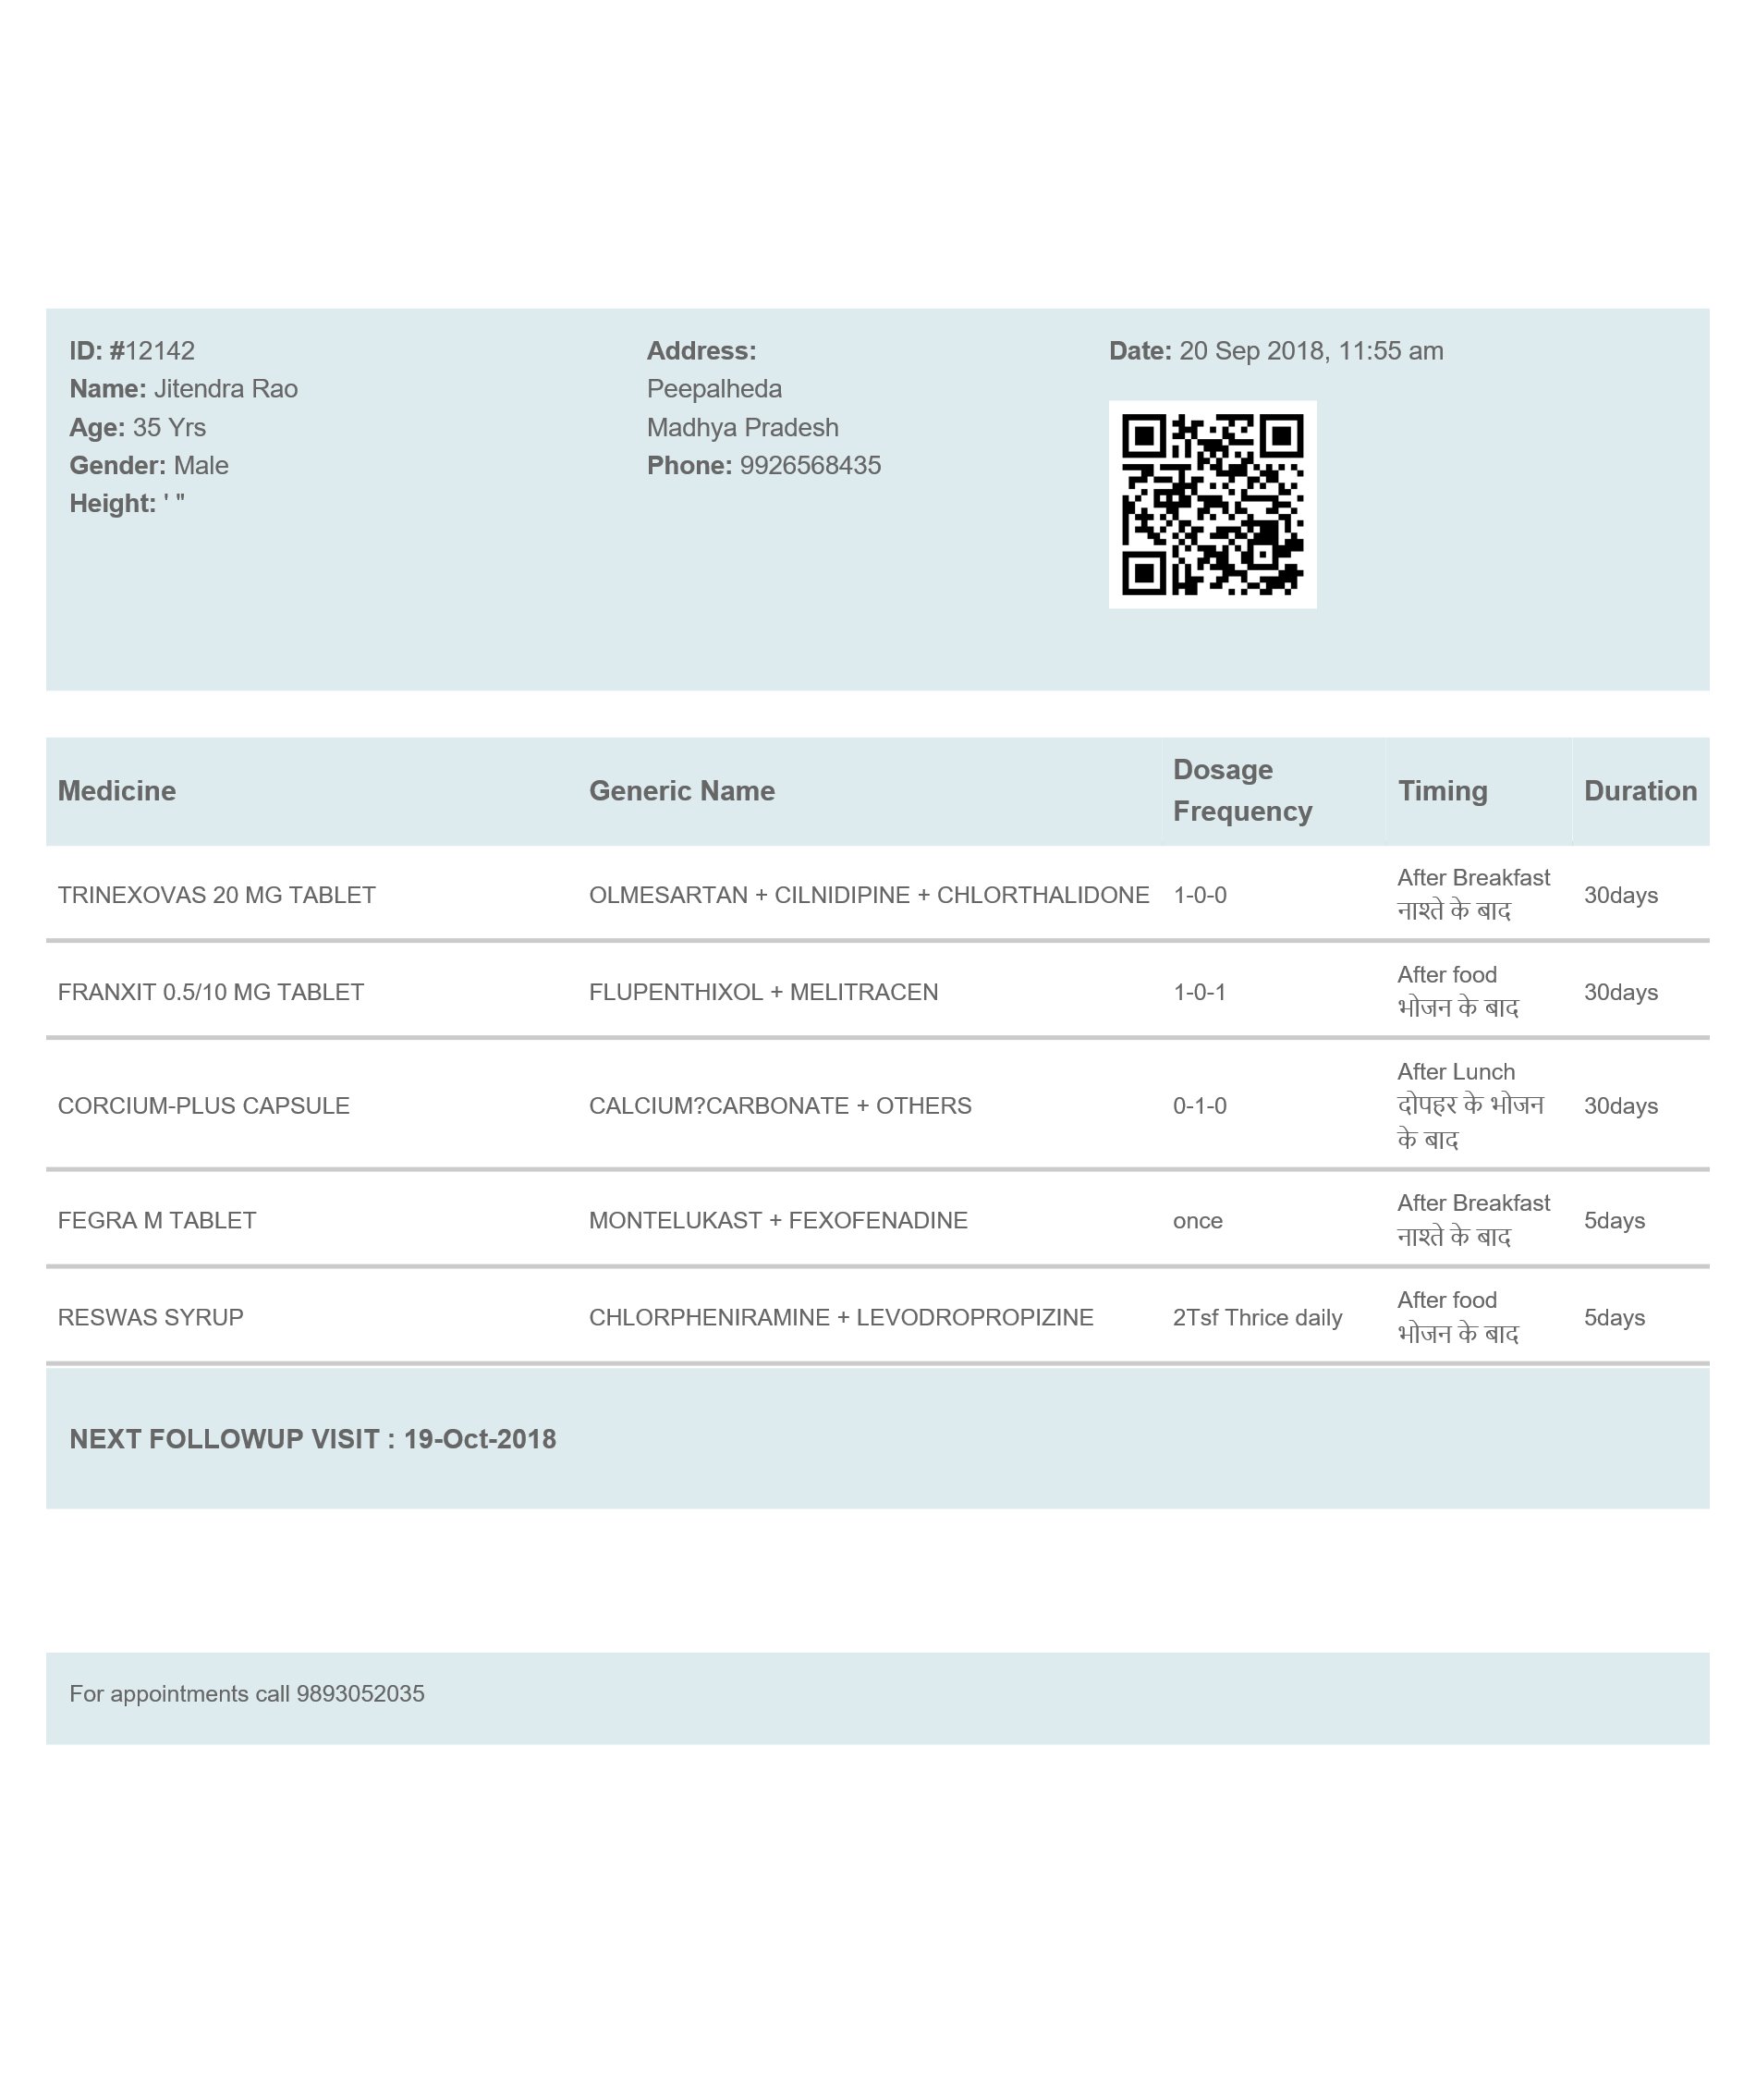 ID: #12142
Name: Jitendra Rao
Age: 35 Yrs
Gender: Male
Height: ' "
Address:
Peepalheda
Madhya Pradesh
Phone: 9926568435
Date: 20 Sep 2018, 11:55 am
Medicine Generic Name Dosage Frequency Timing Duration
TRINEXOVAS 20 MG TABLET OLMESARTAN + CILNIDIPINE + CHLORTHALIDONE 1-0-0 After Breakfast नाश्ते के बाद 30days
FRANXIT 0.5/10 MG TABLET FLUPENTHIXOL + MELITRACEN 1-0-1 After food भोजन के बाद 30days
CORCIUM-PLUS CAPSULE CALCIUM?CARBONATE + OTHERS 0-1-0 After Lunch दोपहर के भोजन के बाद 30days
FEGRA M TABLET MONTELUKAST + FEXOFENADINE once After Breakfast नाश्ते के बाद 5days
RESWAS SYRUP CHLORPHENIRAMINE + LEVODROPROPIZINE 2Tsf Thrice daily After food भोजन के बाद 5days
NEXT FOLLOWUP VISIT : 19-Oct-2018
For appointments call 9893052035